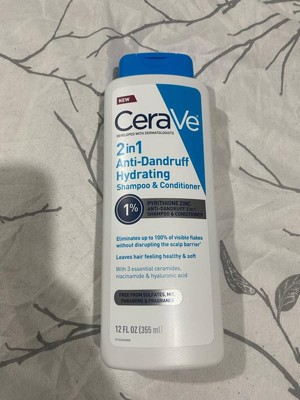 NEW
CeraVe
DEVELOPED WITH DERMATOLOGISTS
2in1
Anti-Dandruff
Hydrating
Shampoo & Conditioner
1%
PYRITHIONE ZINC
ANTI-DANDRUFF 2-IN-1
SHAMPOO & CONDITIONER
Eliminates up to 100% of visible flakes
without disrupting the scalp barrier*
Leaves hair feeling healthy & soft
With 3 essential ceramides,
niacinamide & hyaluronic acid
FREE FROM SULFATES,
PARABENS & FRAGRANCE
12 FL OZ (355 ml)